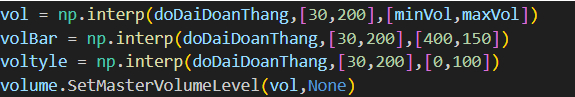 vol = np.interp(doDaiDoanThang,[30,200],[minVol,maxVol])
volBar = np.interp(doDaiDoanThang,[30,200],[400,150])
voltyle = np.interp(doDaiDoanThang,[30,200],[0,100])
volume.SetMasterVolumeLevel(vol,None)